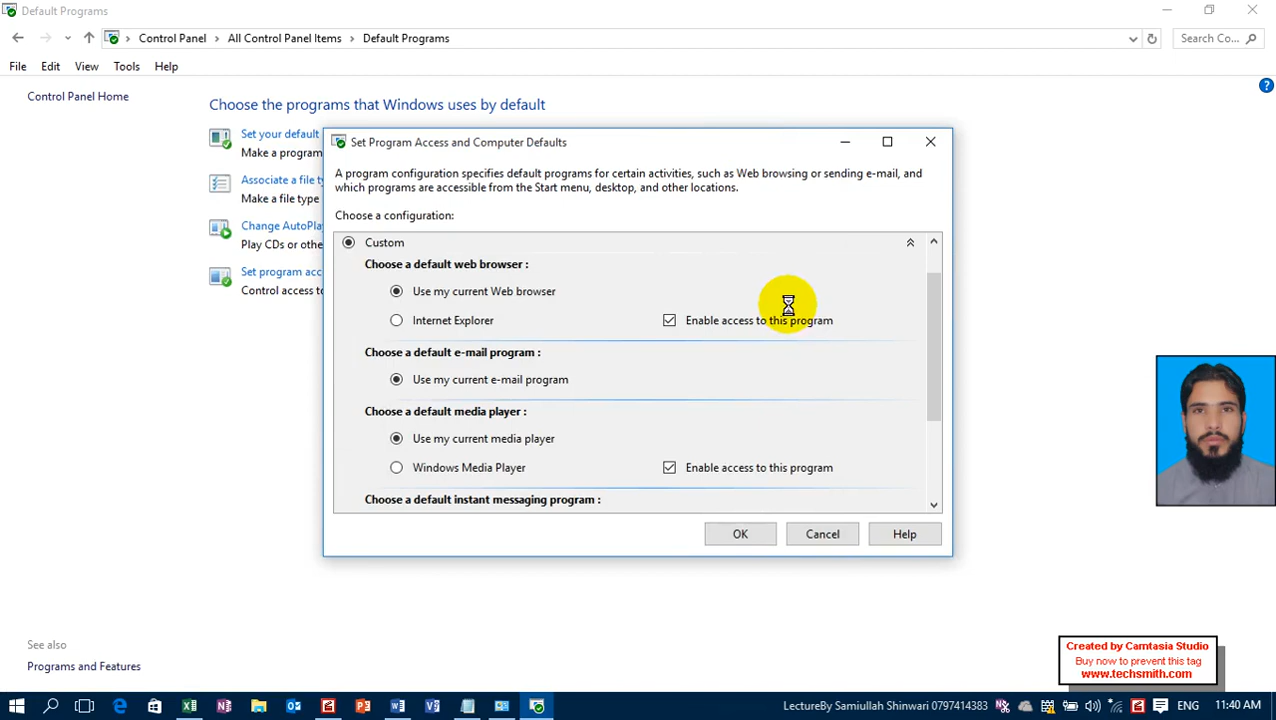 Default Programs
Control Panel
All Control Panel Items
Default Programs
Search Co...
File
Edit
View
Tools
Help
Control Panel Home
Choose the programs that Windows uses by default
Set your default
Make a program
Associate a file ty
Make a file type
Change AutoPla
Play CDs or othe
Set program acc
Control access to
Set Program Access and Computer Defaults
A program configuration specifies default programs for certain activities, such as Web browsing or sending e-mail, and
which programs are accessible from the Start menu, desktop, and other locations.
Choose a configuration:
Custom
Choose a default web browser :
Use my current Web browser
Internet Explorer
Enable access to this program
Choose a default e-mail program :
Use my current e-mail program
Choose a default media player :
Use my current media player
Windows Media Player
Enable access to this program
Choose a default instant messaging program :
OK
Cancel
Help
See also
Programs and Features
Created by Camtasia Studio
Buy now to prevent this tag
www.techsmith.com
LectureBy Samiullah Shinwari 0797414383
ENG
11:40 AM